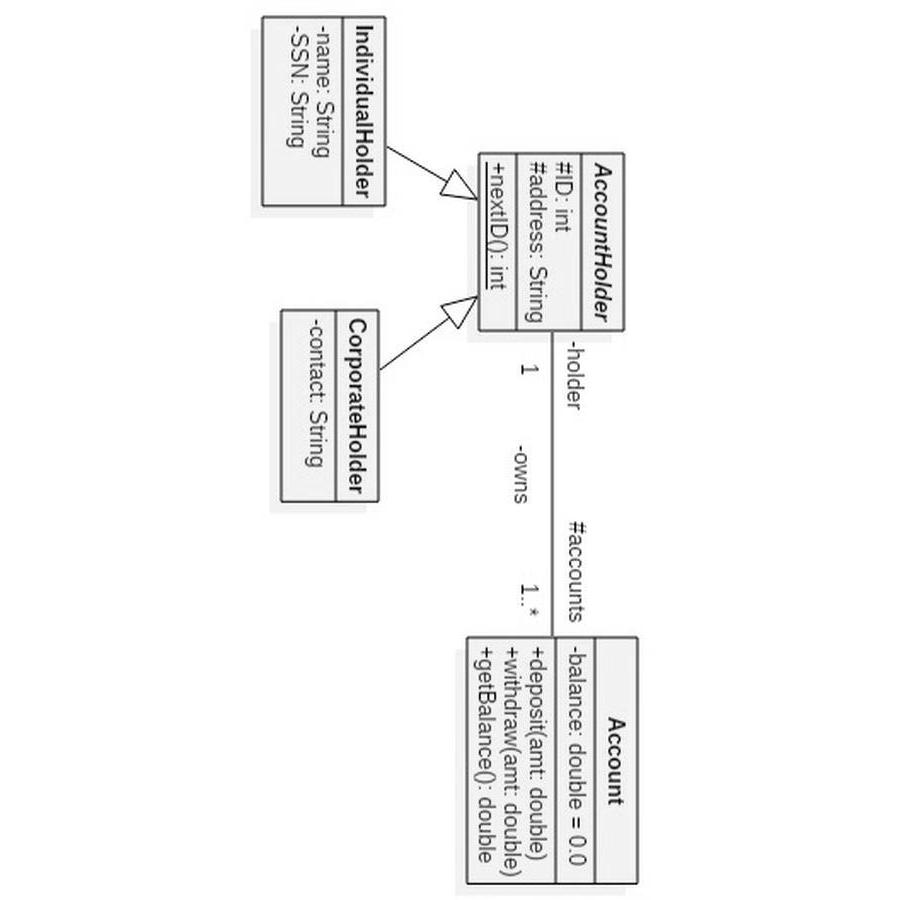 AccountHolder
#ID: int
#address: String
+nextID(): int
-holder
1
-owns
#accounts
1..*
Account
-balance: double = 0.0
+deposit(amt: double)
+withdraw(amt: double)
+getBalance(): double
IndividualHolder
-name: String
-SSN: String
CorporateHolder
-contact: String